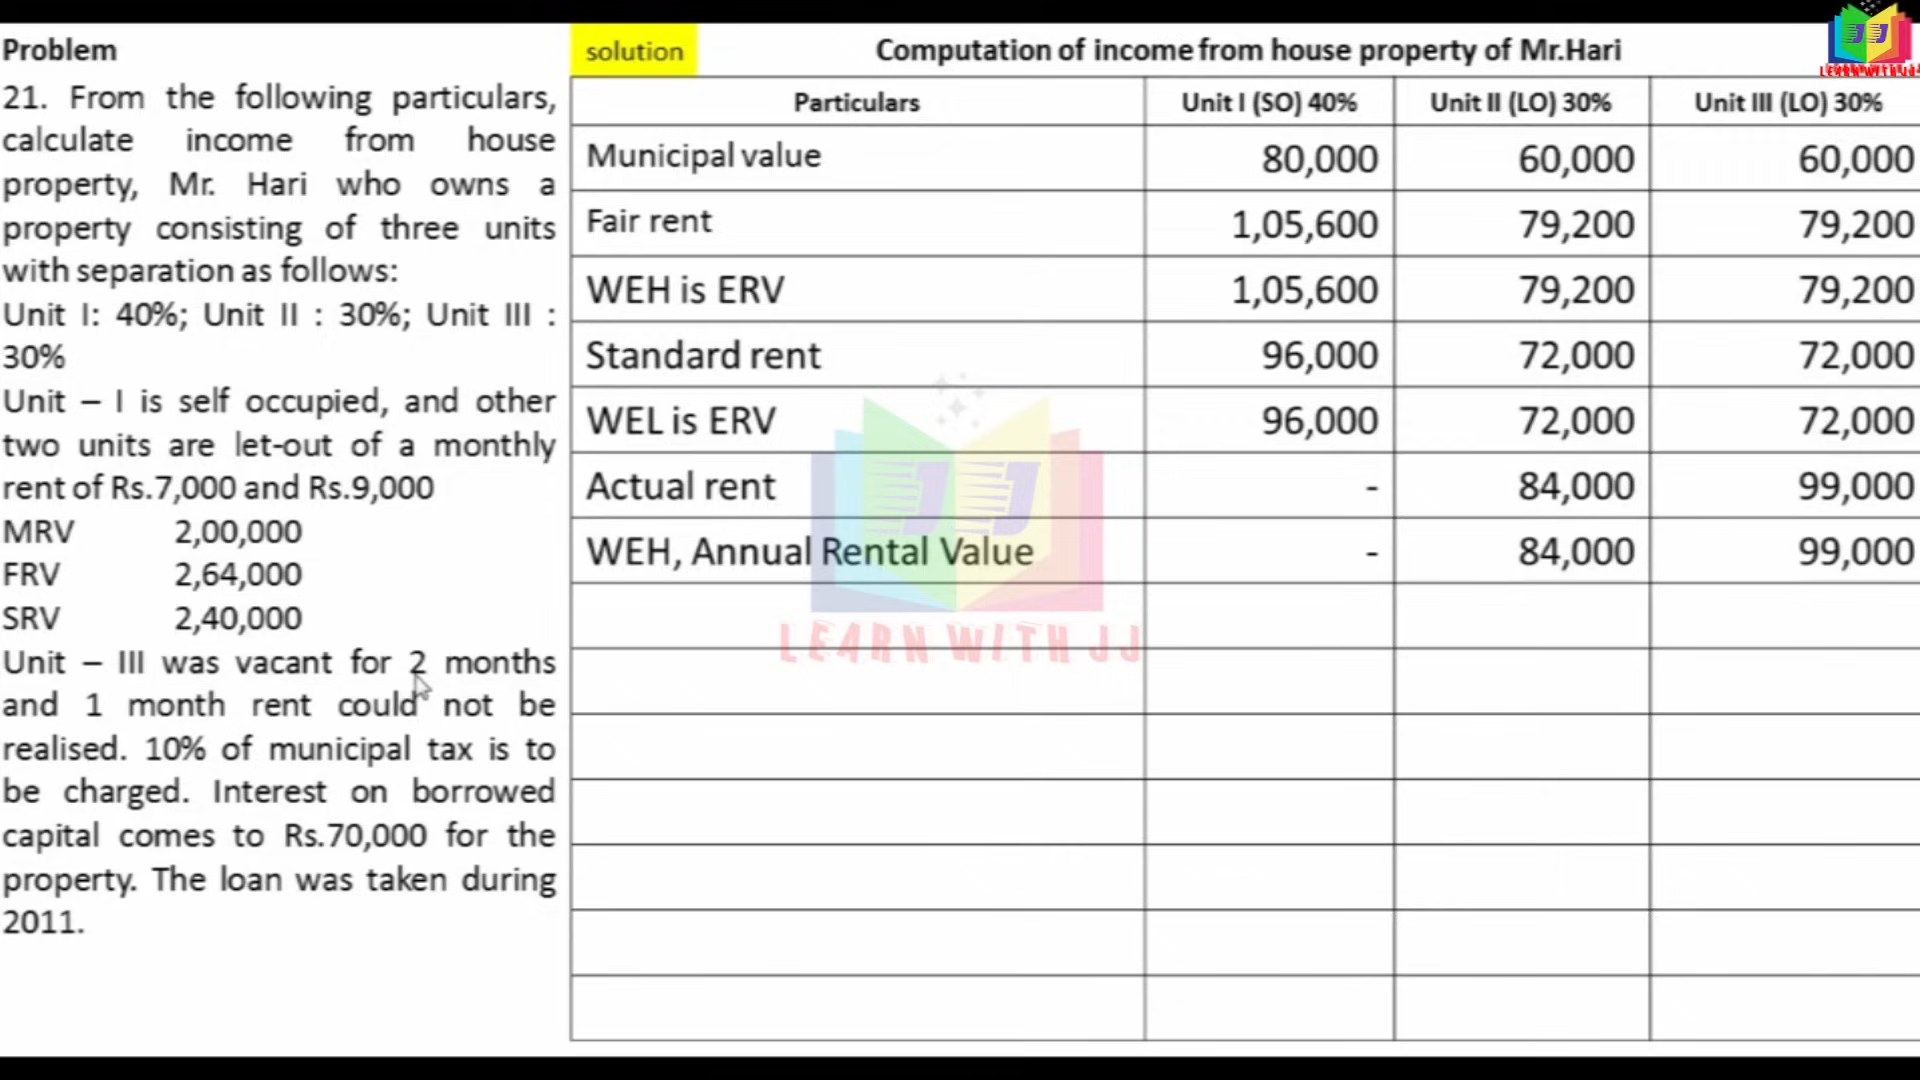 Problem
21. From the following particulars,
calculate income from house
property, Mr. Hari who owns a
property consisting of three units
with separation as follows:
Unit I: 40%; Unit II : 30%; Unit III :
30%
Unit – I is self occupied, and other
two units are let-out of a monthly
rent of Rs.7,000 and Rs.9,000
MRV 2,00,000
FRV 2,64,000
SRV 2,40,000
Unit – III was vacant for 2 months
and 1 month rent could not be
realised. 10% of municipal tax is to
be charged. Interest on borrowed
capital comes to Rs.70,000 for the
property. The loan was taken during
2011.
solution Computation of income from house property of Mr.Hari
Particulars Unit I (SO) 40% Unit II (LO) 30% Unit III (LO) 30%
Municipal value 80,000 60,000 60,000
Fair rent 1,05,600 79,200 79,200
WEH is ERV 1,05,600 79,200 79,200
Standard rent 96,000 72,000 72,000
WEL is ERV 96,000 72,000 72,000
Actual rent - 84,000 99,000
WEH, Annual Rental Value - 84,000 99,000
JJ
LEARN WITH JJ
JJ
LEARN WITH JJ